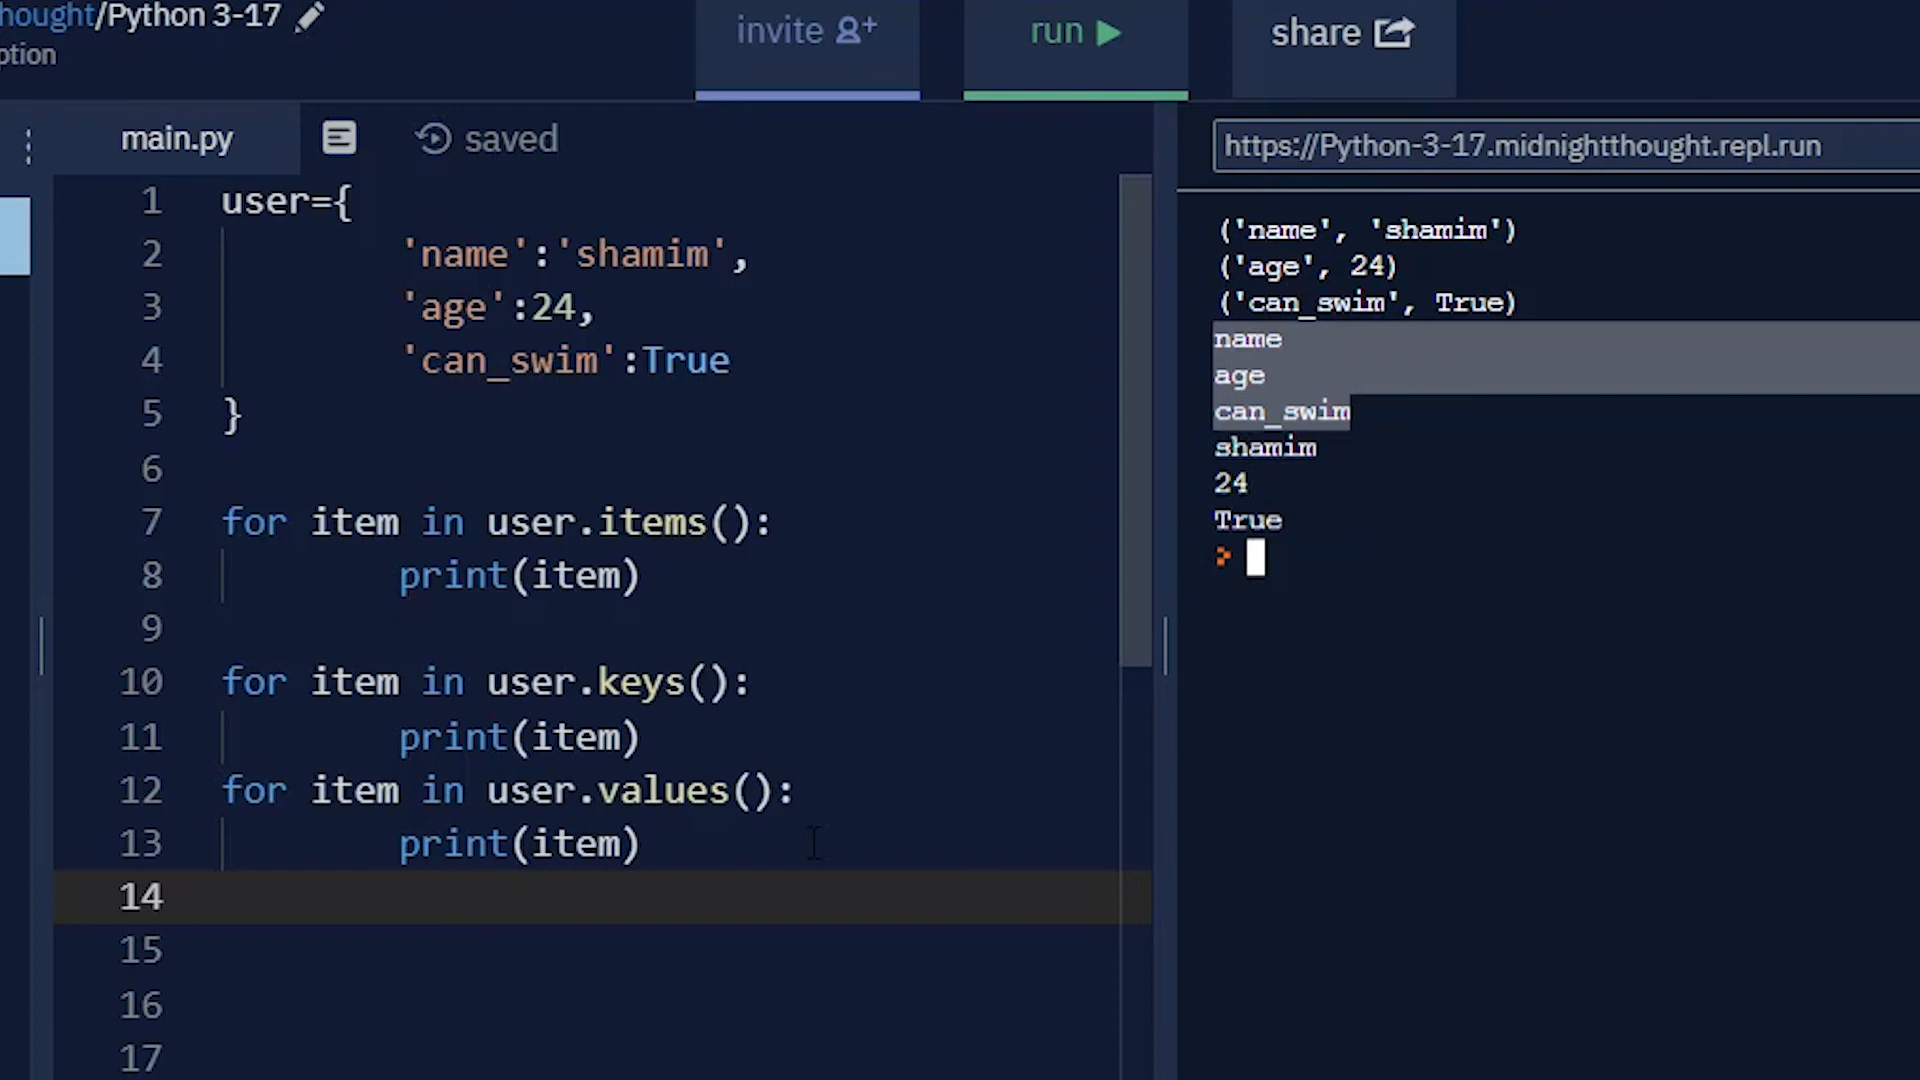 hought/Python 3-17
ption
invite
run
share
main.py
saved
https://Python-3-17.midnightthought.repl.run
1 user={
2 'name':'shamim',
3 'age':24,
4 'can_swim':True
5 }
6
7 for item in user.items():
8 print(item)
9
10 for item in user.keys():
11 print(item)
12 for item in user.values():
13 print(item)
14
15
16
17
('name', 'shamim')
('age', 24)
('can_swim', True)
name
age
can_swim
shamim
24
True